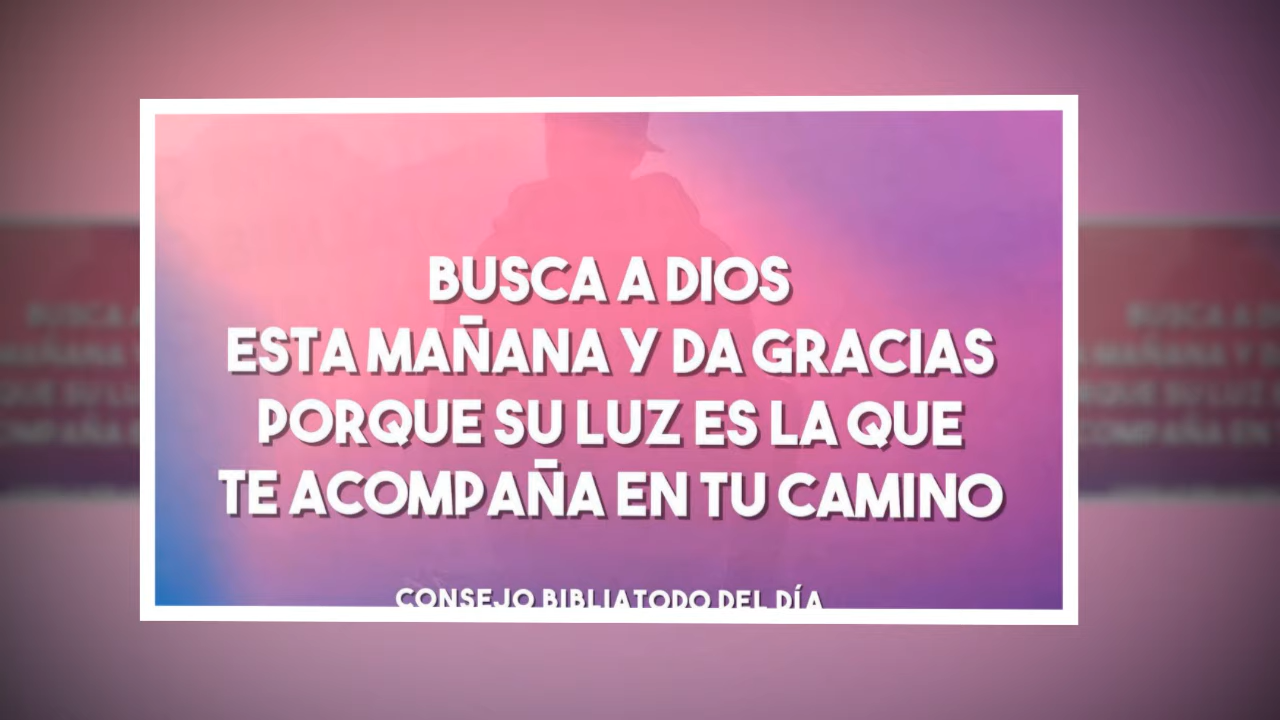 BUSCA A DIOS
ESTA MAÑANA Y DA GRACIAS
PORQUE SU LUZ ES LA QUE
TE ACOMPAÑA EN TU CAMINO
CONSEJO BIBLIATODO DEL DÍA